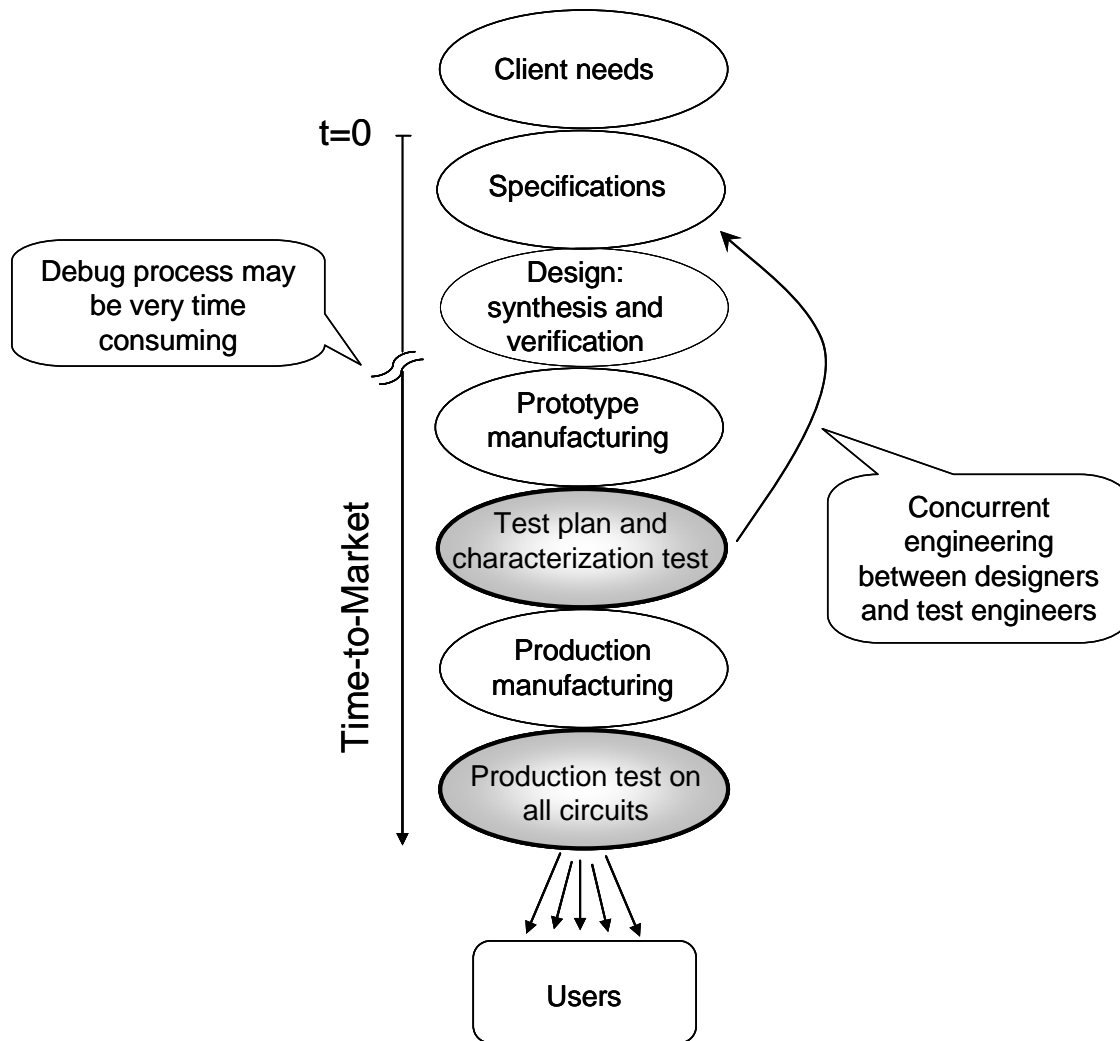 Client needs
t=0
Specifications
Debug process may
be very time
consuming
Design:
synthesis and
verification
Prototype
manufacturing
Test plan and
characterization test
Concurrent
engineering
between designers
and test engineers
Time-to-Market
Production
manufacturing
Production test on
all circuits
Users